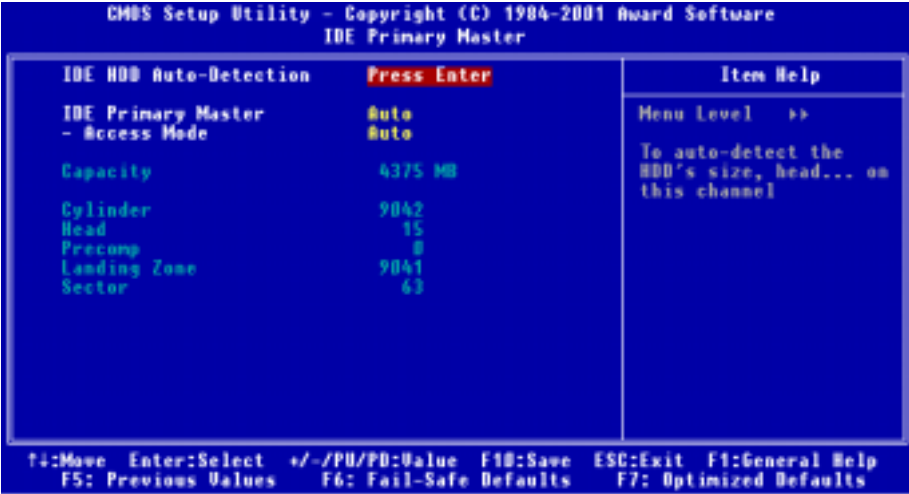 CMOS Setup Utility - Copyright (C) 1984-2001 Award Software
IDE Primary Master
IDE HDD Auto-Detection Press Enter
IDE Primary Master Auto
- Access Mode Auto
Capacity 4375 MB
Cylinder 9042
Head 15
Precomp 0
Landing Zone 9041
Sector 63
Item Help
Menu Level ▸▸
To auto-detect the
HDD's size, head... on
this channel
↑↓:Move Enter:Select +/-/PU/PD:Value F10:Save ESC:Exit F1:General Help
F5: Previous Values F6: Fail-Safe Defaults F7: Optimized Defaults